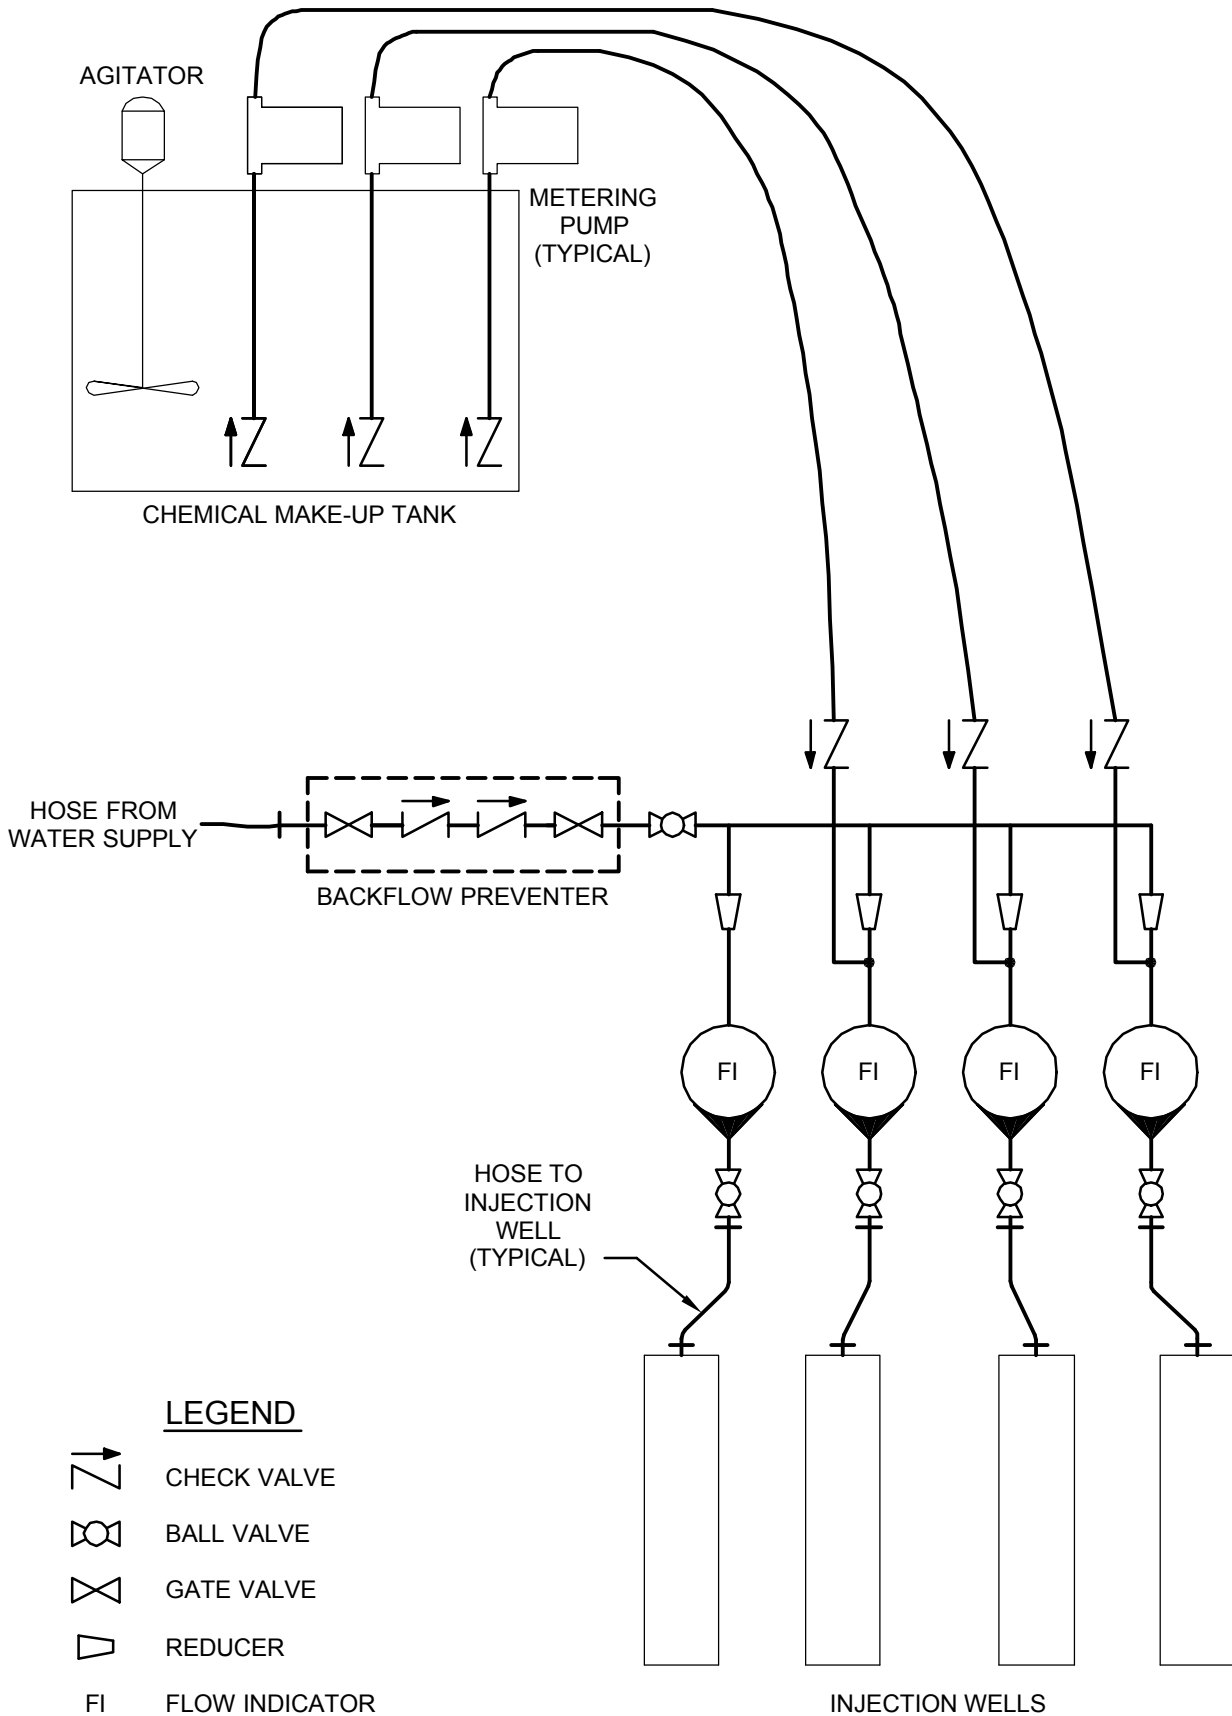 AGITATOR
METERING
PUMP
(TYPICAL)
CHEMICAL MAKE-UP TANK
HOSE FROM
WATER SUPPLY
BACKFLOW PREVENTER
FI
FI
FI
FI
HOSE TO
INJECTION
WELL
(TYPICAL)
LEGEND
CHECK VALVE
BALL VALVE
GATE VALVE
REDUCER
FI FLOW INDICATOR
INJECTION WELLS